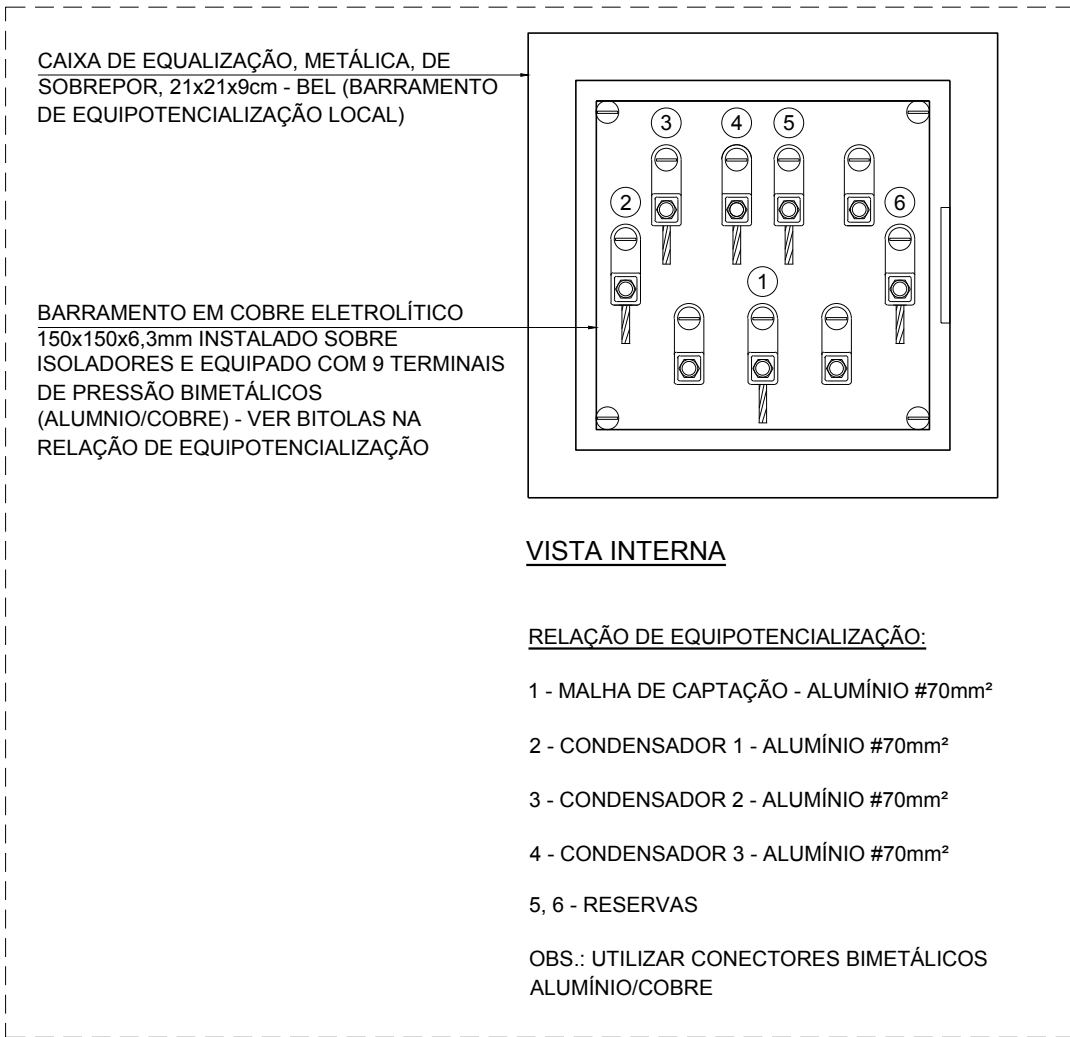 CAIXA DE EQUALIZAÇÃO, METÁLICA, DE
SOBREPOR, 21x21x9cm - BEL (BARRAMENTO
DE EQUIPOTENCIALIZAÇÃO LOCAL)
3
4
5
2
6
1
BARRAMENTO EM COBRE ELETROLÍTICO
150x150x6,3mm INSTALADO SOBRE
ISOLADORES E EQUIPADO COM 9 TERMINAIS
DE PRESSÃO BIMETÁLICOS
(ALUMNIO/COBRE) - VER BITOLAS NA
RELAÇÃO DE EQUIPOTENCIALIZAÇÃO
VISTA INTERNA
RELAÇÃO DE EQUIPOTENCIALIZAÇÃO:
1 - MALHA DE CAPTAÇÃO - ALUMÍNIO #70mm²
2 - CONDENSADOR 1 - ALUMÍNIO #70mm²
3 - CONDENSADOR 2 - ALUMÍNIO #70mm²
4 - CONDENSADOR 3 - ALUMÍNIO #70mm²
5, 6 - RESERVAS
OBS.: UTILIZAR CONECTORES BIMETÁLICOS
ALUMÍNIO/COBRE